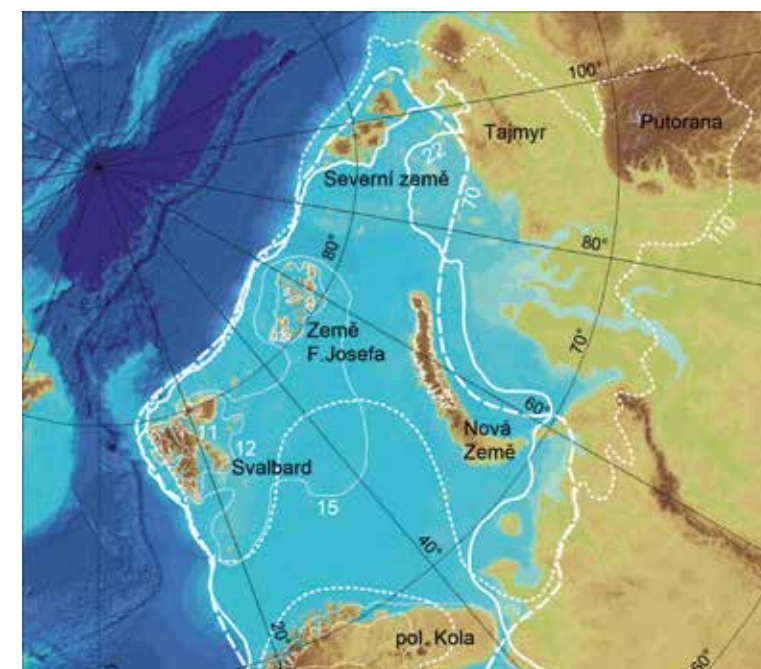 100°
Putorana
Tajmyr
22
Severní země
70
110
80°
80°
Země
F.Josefa
70°
60°
Nová
Země
11
12
Svalbard
15
40°
20°
pol. Kola
60°